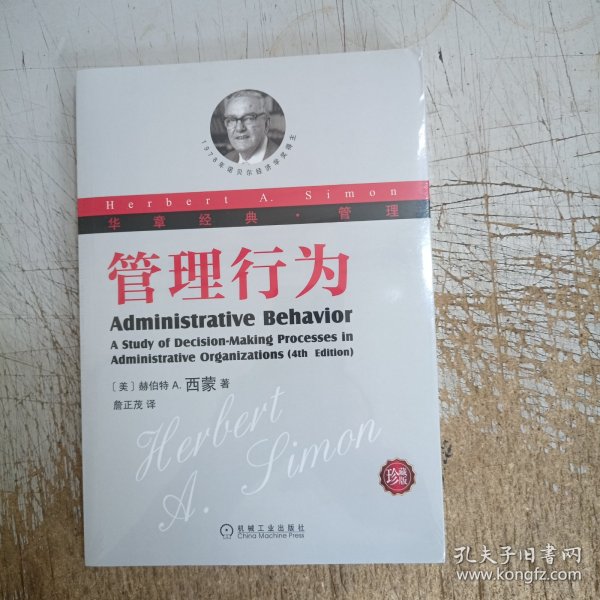 1978年诺贝尔经济学奖得主
Herbert A. Simon
华章经典·管理
管理行为
Administrative Behavior
A Study of Decision-Making Processes in
Administrative Organizations (4th Edition)
［美］赫伯特 A. 西蒙 著
詹正茂 译
Herbert
A. Simon
珍藏版
机械工业出版社
China Machine Press
孔夫子旧书网
www.kongfz.com